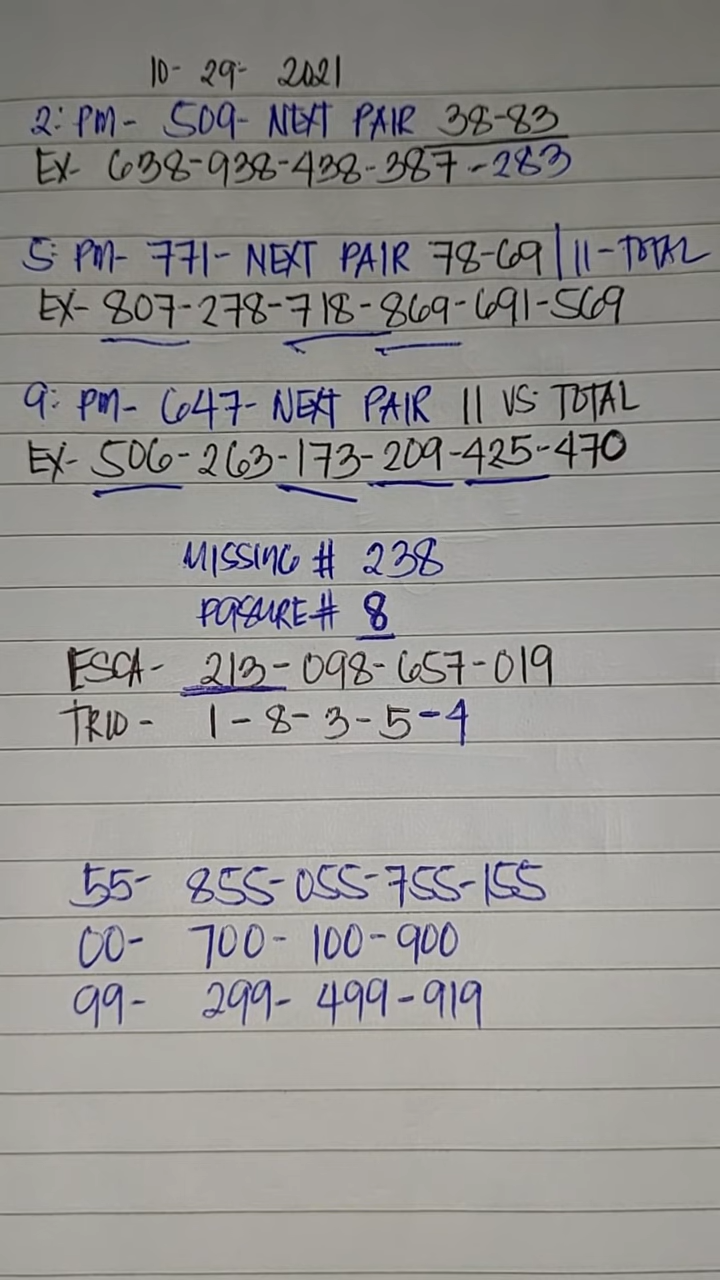 10- 29- 2021
2: PM- 509- NEXT PAIR 38-83
EX- 638-938-438-387-283
5: PM- 771- NEXT PAIR 78-69 | 11-TOTAL
EX- 807-278-718-869-691-569
9: PM- 647- NEXT PAIR 11 VS TOTAL
EX- 506-263-173-209-425-470
MISSING # 238
PASURE# 8
ESCA- 213-098-657-019
TRIO- 1-8-3-5-4
55- 855-055-755-155
00- 700-100-900
99- 299-499-919